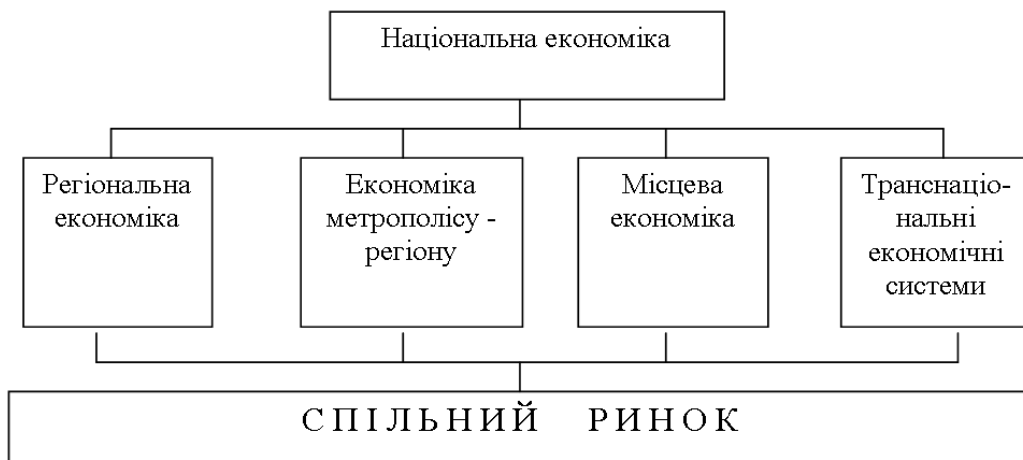 Національна економіка
Регіональна
економіка
Економіка
метрополісу -
регіону
Місцева
економіка
Транснаціо-
нальні
економічні
системи
СПІЛЬНИЙ РИНОК